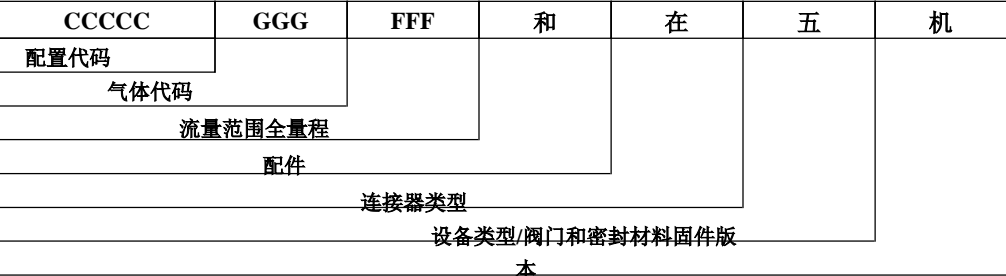 CCCCC GGG FFF 和 在 五 机
配置代码
气体代码
流量范围全量程
配件
连接器类型
设备类型/阀门和密封材料固件版
本